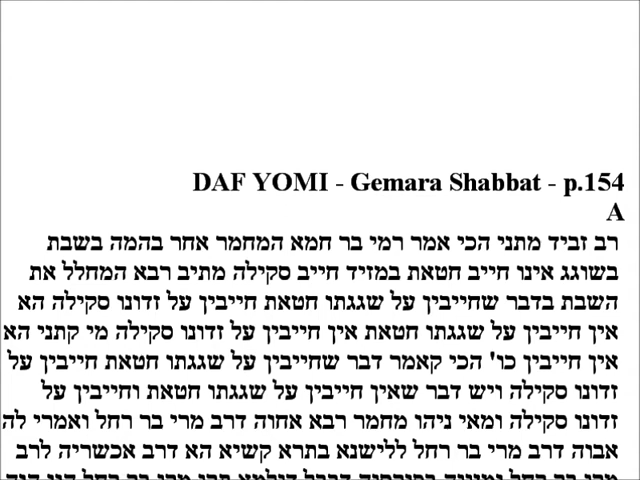 DAF YOMI - Gemara Shabbat - p.154
A
רב זביד מתני הכי אמר רמי בר חמא המחמר אחר בהמה בשבת
בשוגג אינו חייב חטאת במזיד חייב סקילה מתיב רבא המחלל את
השבת בדבר שחייבין על שגגתו חטאת חייבין על זדונו סקילה הא
אין חייבין על שגגתו חטאת אין חייבין על זדונו סקילה מי קתני הא
אין חייבין כו' הכי קאמר דבר שחייבין על שגגתו חטאת חייבין על
זדונו סקילה ויש דבר שאין חייבין על שגגתו חטאת וחייבין על
זדונו סקילה ומאי ניהו מחמר רבא אחוה דרב מרי בר רחל ואמרי לה
אבוה דרב מרי בר רחל ללישנא בתרא קשיא הא דרב אכשריה לרב